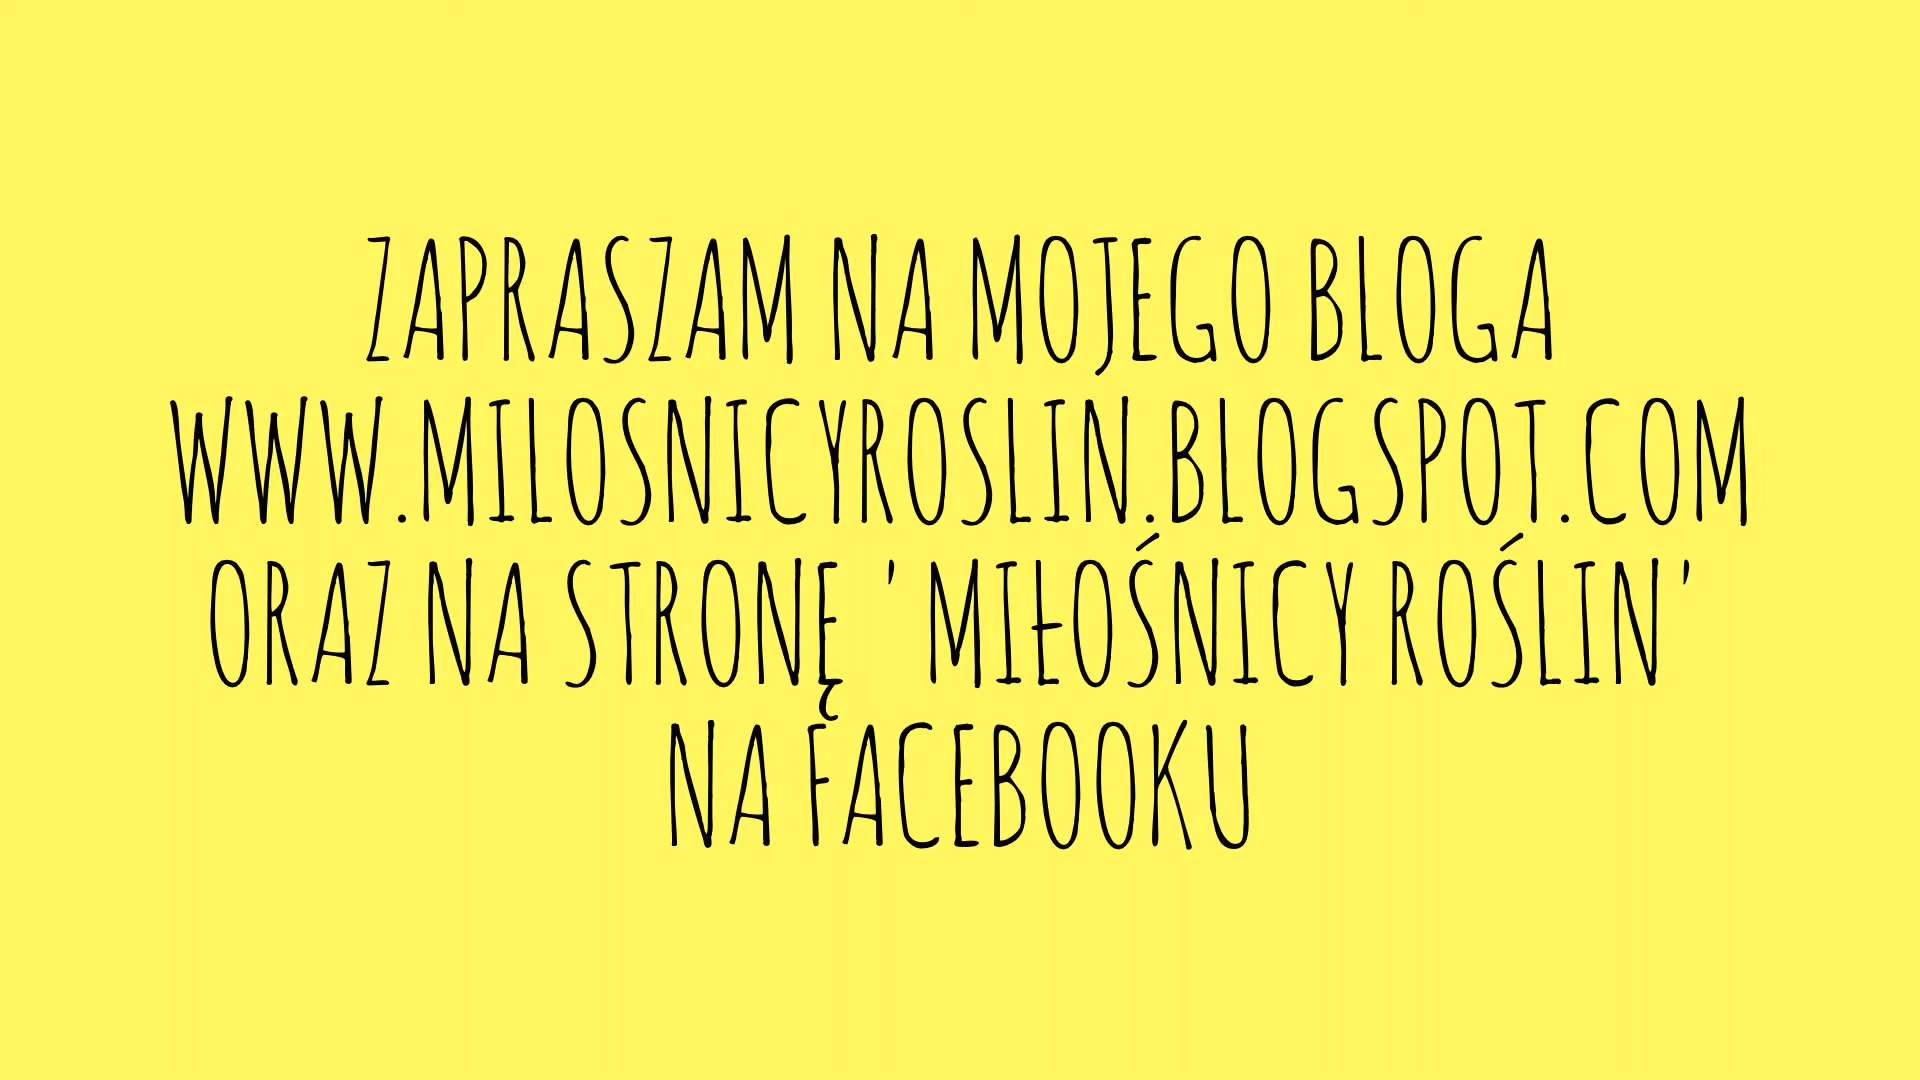 ZAPRASZAM NA MOJEGO BLOGA
WWW.MILOSNICYROSLIN.BLOGSPOT.COM
ORAZ NA STRONĘ 'MIŁOŚNICY ROŚLIN'
NA FACEBOOKU